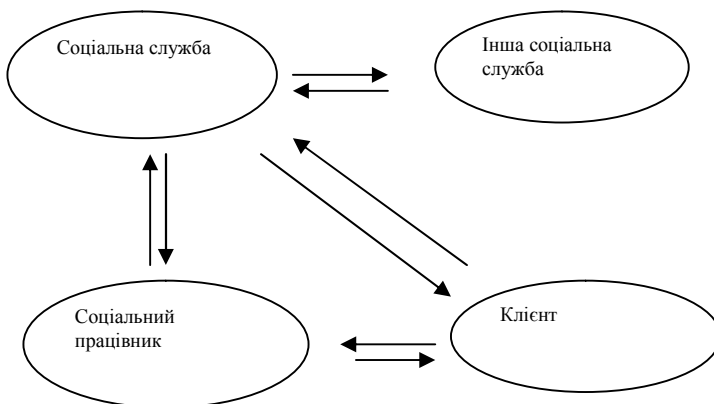 Соціальна служба
Інша соціальна
служба
Соціальний
працівник
Клієнт